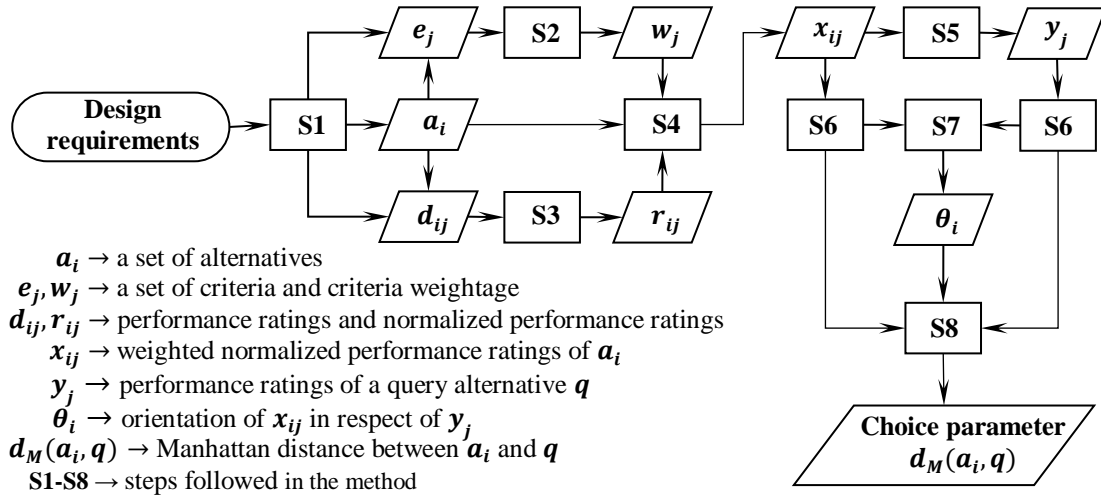 e_j S2 w_j x_ij S5 y_j
Design
requirements
S1 a_i S4 S6 S7 S6
d_ij S3 r_ij θ_i
a_i → a set of alternatives
e_j, w_j → a set of criteria and criteria weightage
d_ij, r_ij → performance ratings and normalized performance ratings
x_ij → weighted normalized performance ratings of a_i
y_j → performance ratings of a query alternative q
θ_i → orientation of x_ij in respect of y_j
d_M(a_i, q) → Manhattan distance between a_i and q
S1-S8 → steps followed in the method
S8
Choice parameter
d_M(a_i, q)